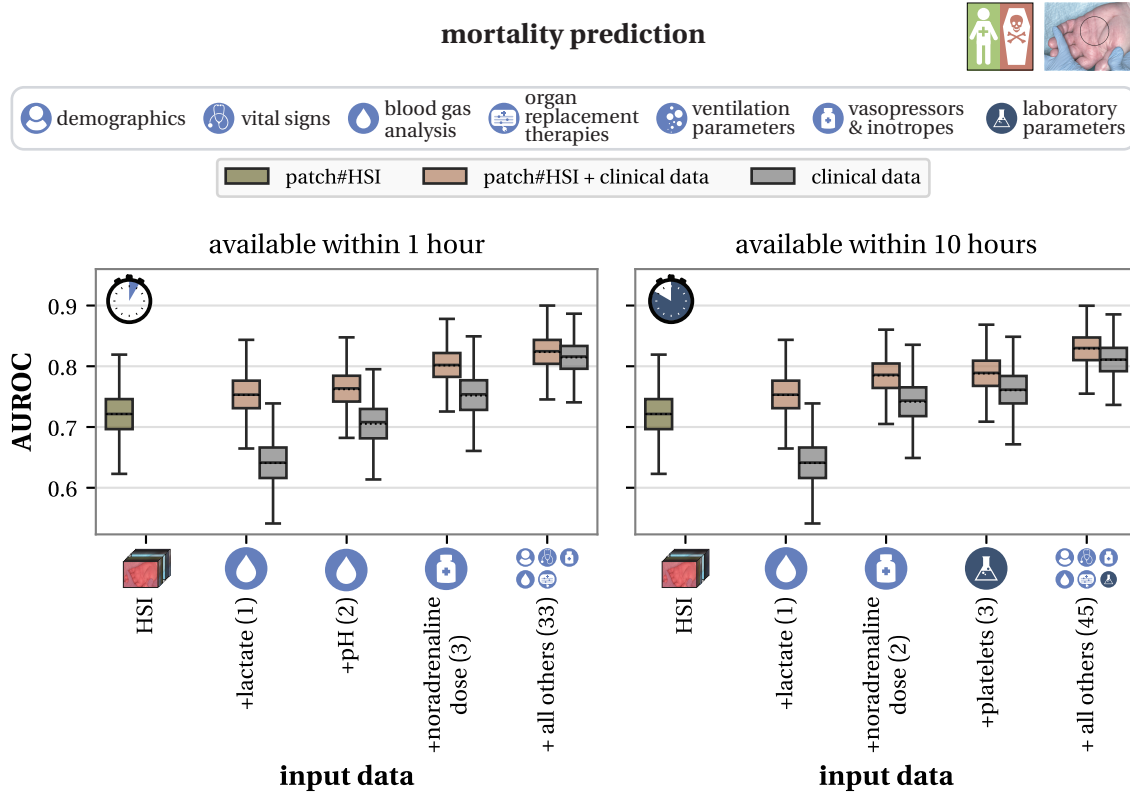 mortality prediction
demographics
vital signs
blood gas
analysis
organ
replacement
therapies
ventilation
parameters
vasopressors
& inotropes
laboratory
parameters
patch#HSI
patch#HSI + clinical data
clinical data
available within 1 hour
available within 10 hours
AUROC
0.9
0.8
0.7
0.6
HSI
+lactate (1)
+pH (2)
+noradrenaline
dose (3)
+ all others (33)
HSI
+lactate (1)
+noradrenaline
dose (2)
+platelets (3)
+ all others (45)
input data
input data